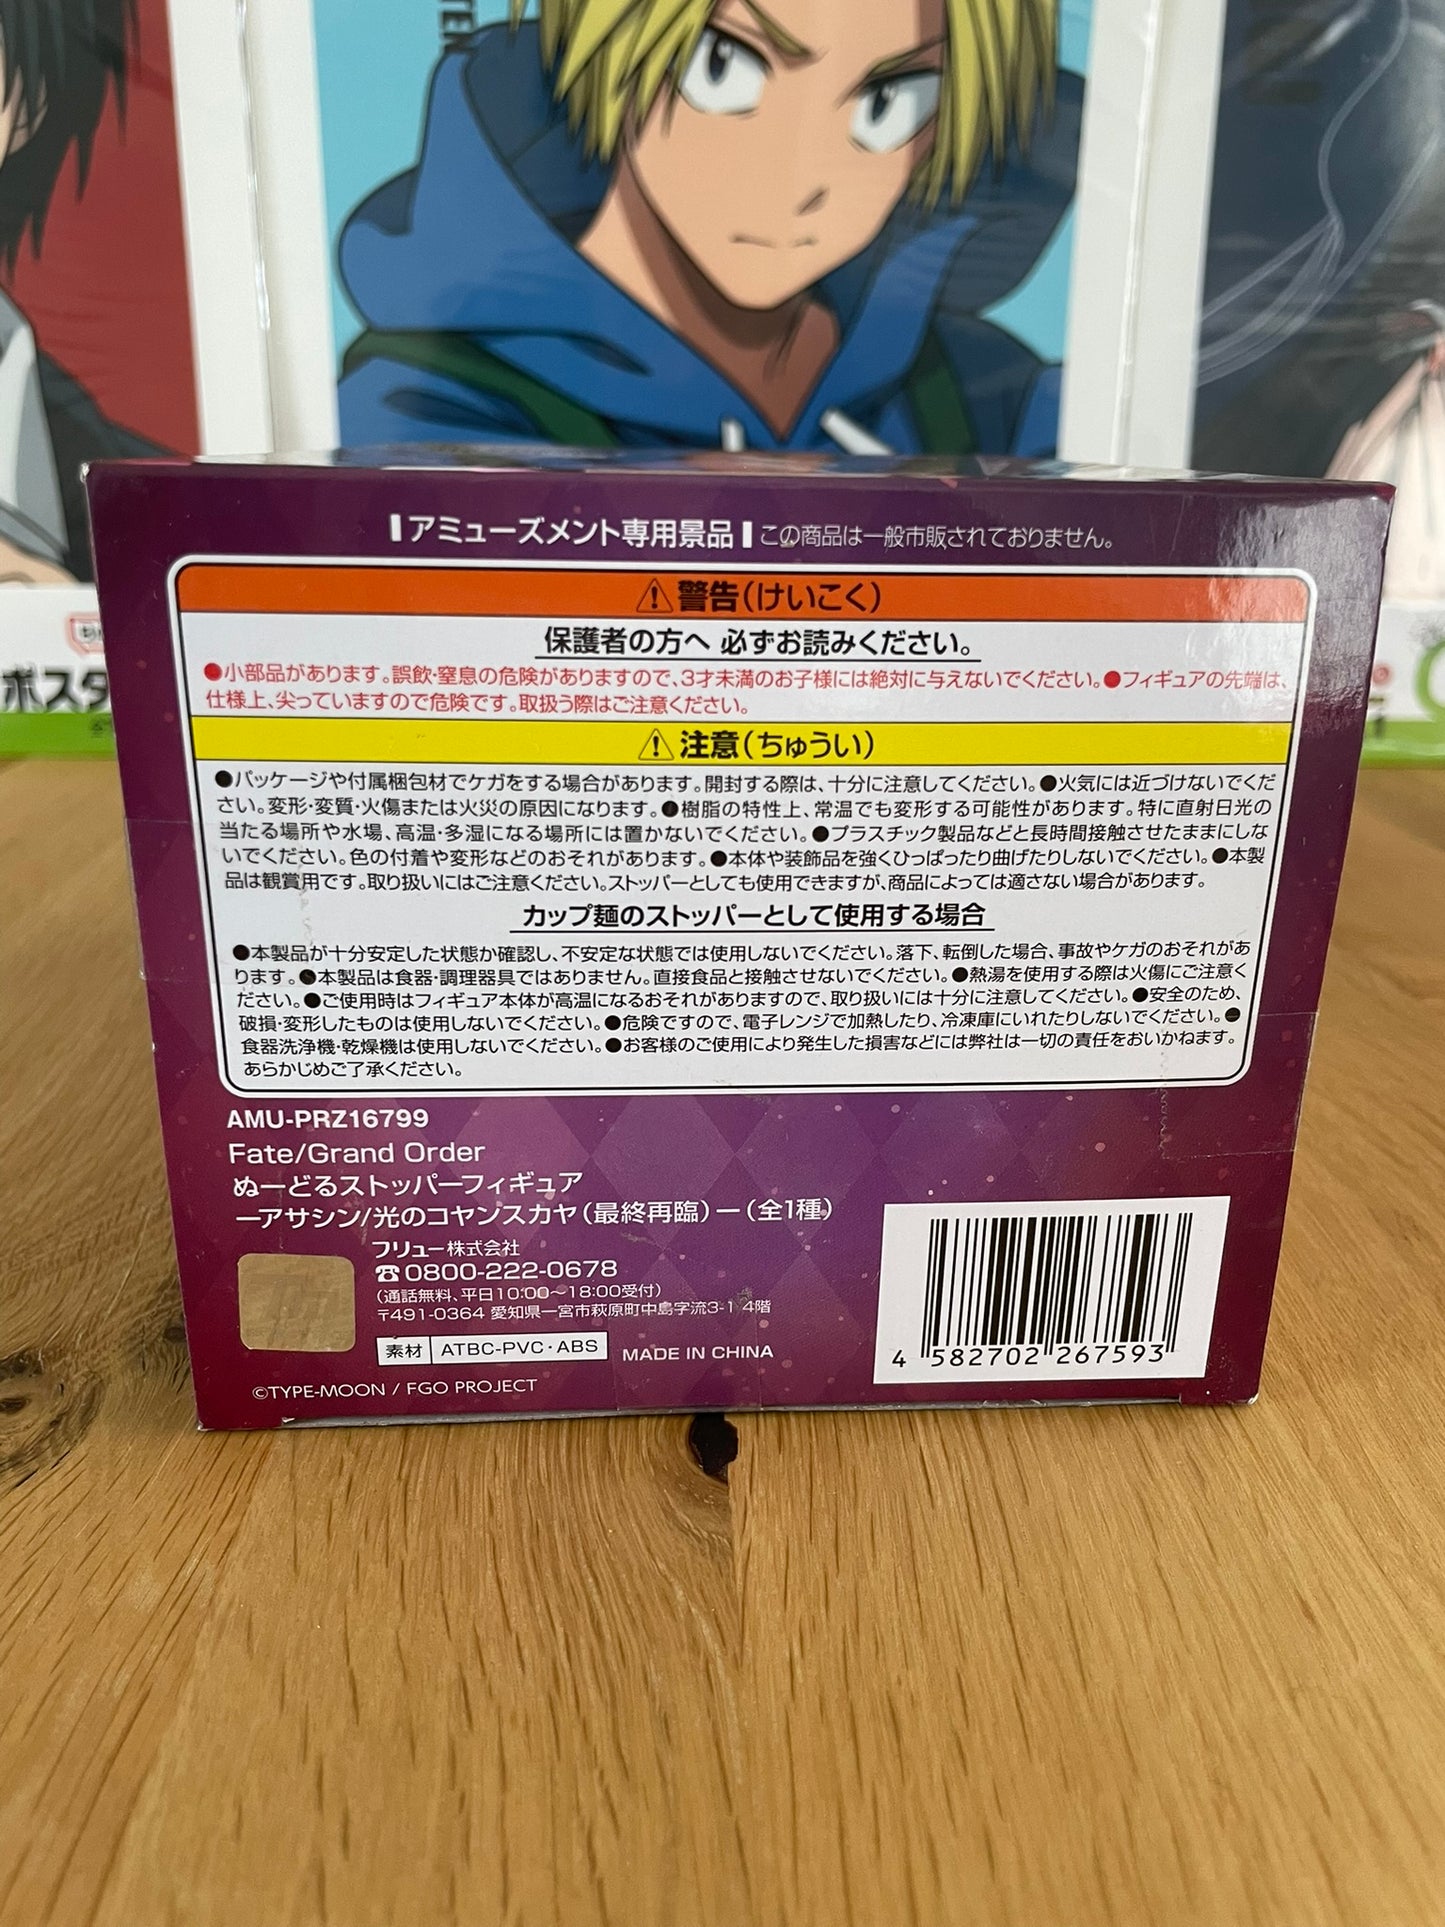 TEN
ポスタ
▌アミューズメント専用景品▐ この商品は一般市販されておりません。
⚠警告(けいこく)
保護者の方へ 必ずお読みください。
●小部品があります。誤飲・窒息の危険がありますので、3才未満のお子様には絶対に与えないでください。●フィギュアの先端は、
仕様上、尖っていますので危険です。取扱う際はご注意ください。
⚠注意(ちゅうい)
●パッケージや付属梱包材でケガをする場合があります。開封する際は、十分に注意してください。●火気には近づけないでくだ
さい。変形・変質・火傷または火災の原因になります。●樹脂の特性上、常温でも変形する可能性があります。特に直射日光の
当たる場所や水場、高温・多湿になる場所には置かないでください。●プラスチック製品などと長時間接触させたままにしな
いでください。色の付着や変形などのおそれがあります。●本体や装飾品を強くひっぱったり曲げたりしないでください。●本製
品は観賞用です。取り扱いにはご注意ください。ストッパーとしても使用できますが、商品によっては適さない場合があります。
カップ麺のストッパーとして使用する場合
●本製品が十分安定した状態か確認し、不安定な状態では使用しないでください。落下、転倒した場合、事故やケガのおそれがあ
ります。●本製品は食器・調理器具ではありません。直接食品と接触させないでください。●熱湯を使用する際は火傷にご注意く
ださい。●ご使用時はフィギュア本体が高温になるおそれがありますので、取り扱いには十分に注意してください。●安全のため、
破損・変形したものは使用しないでください。●危険ですので、電子レンジで加熱したり、冷凍庫にいれたりしないでください。●
食器洗浄機・乾燥機は使用しないでください。●お客様のご使用により発生した損害などには弊社は一切の責任をおいかねます。
あらかじめご了承ください。
AMU-PRZ16799
Fate/Grand Order
ぬーどるストッパーフィギュア
ーアサシン/光のコヤンスカヤ(最終再臨)ー(全1種)
フリュー株式会社
☎0800-222-0678
(通話無料、平日10:00〜18:00受付)
〒491-0364 愛知県一宮市萩原町中島字流3-1 4階
素材 ATBC-PVC・ABS MADE IN CHINA
©TYPE-MOON / FGO PROJECT
4 582702 267593